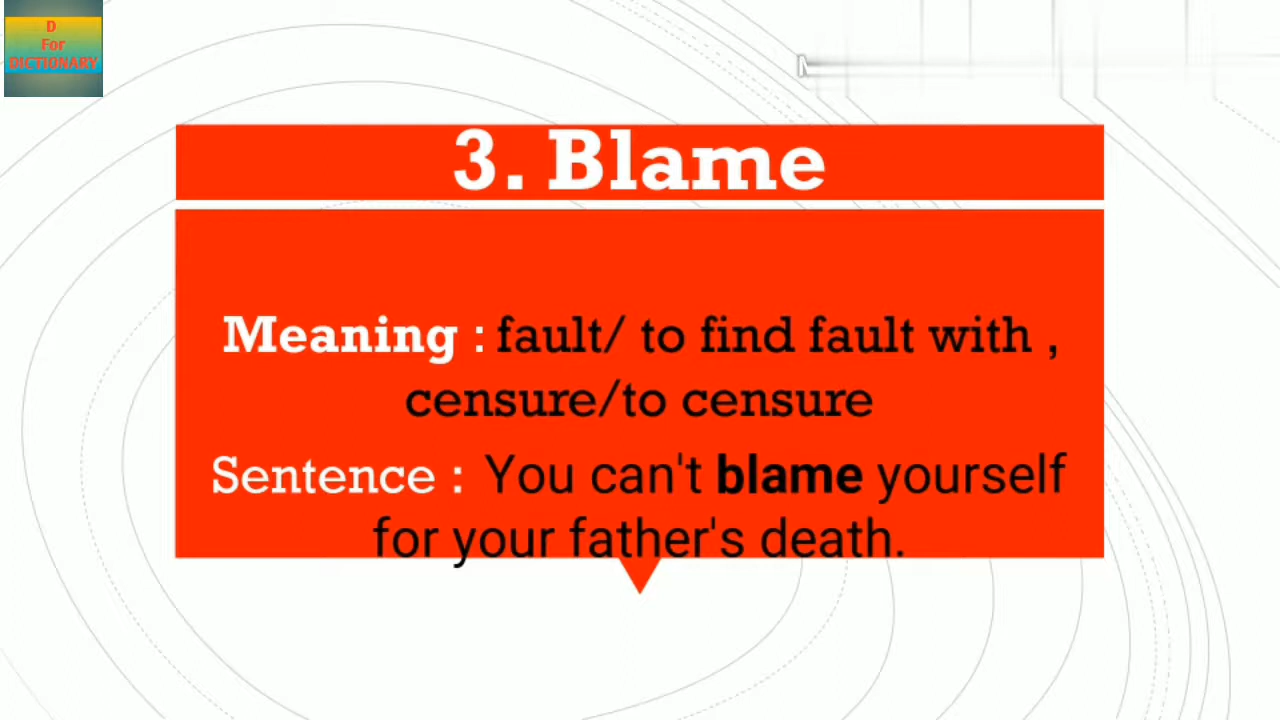 D
For
DICTIONARY
3. Blame
Meaning : fault/ to find fault with ,
censure/to censure
Sentence : You can't blame yourself
for your father's death.